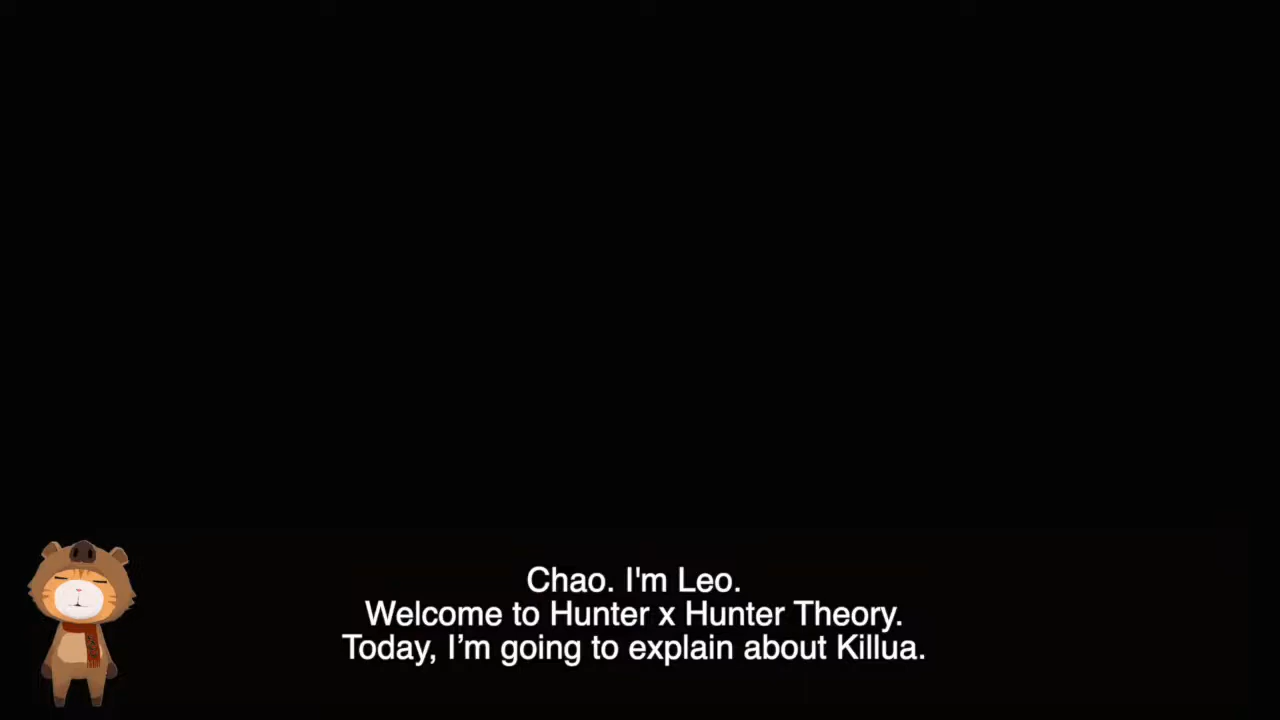 Chao. I'm Leo.
Welcome to Hunter x Hunter Theory.
Today, I’m going to explain about Killua.